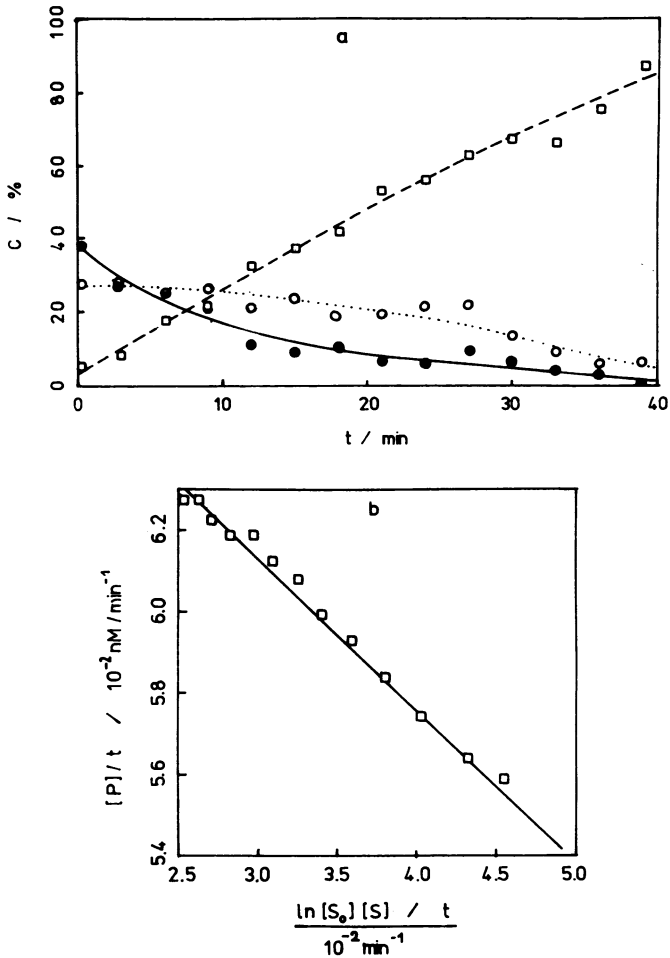 a
100
80
60
40
20
0
C / %
0 10 20 30 40
t / min
b
6.2
6.0
5.8
5.6
5.4
[P]/t / 10⁻² nM/min⁻¹
2.5 3.0 3.5 4.0 4.5 5.0
ln [S₀] [S] / t
10⁻² min⁻¹